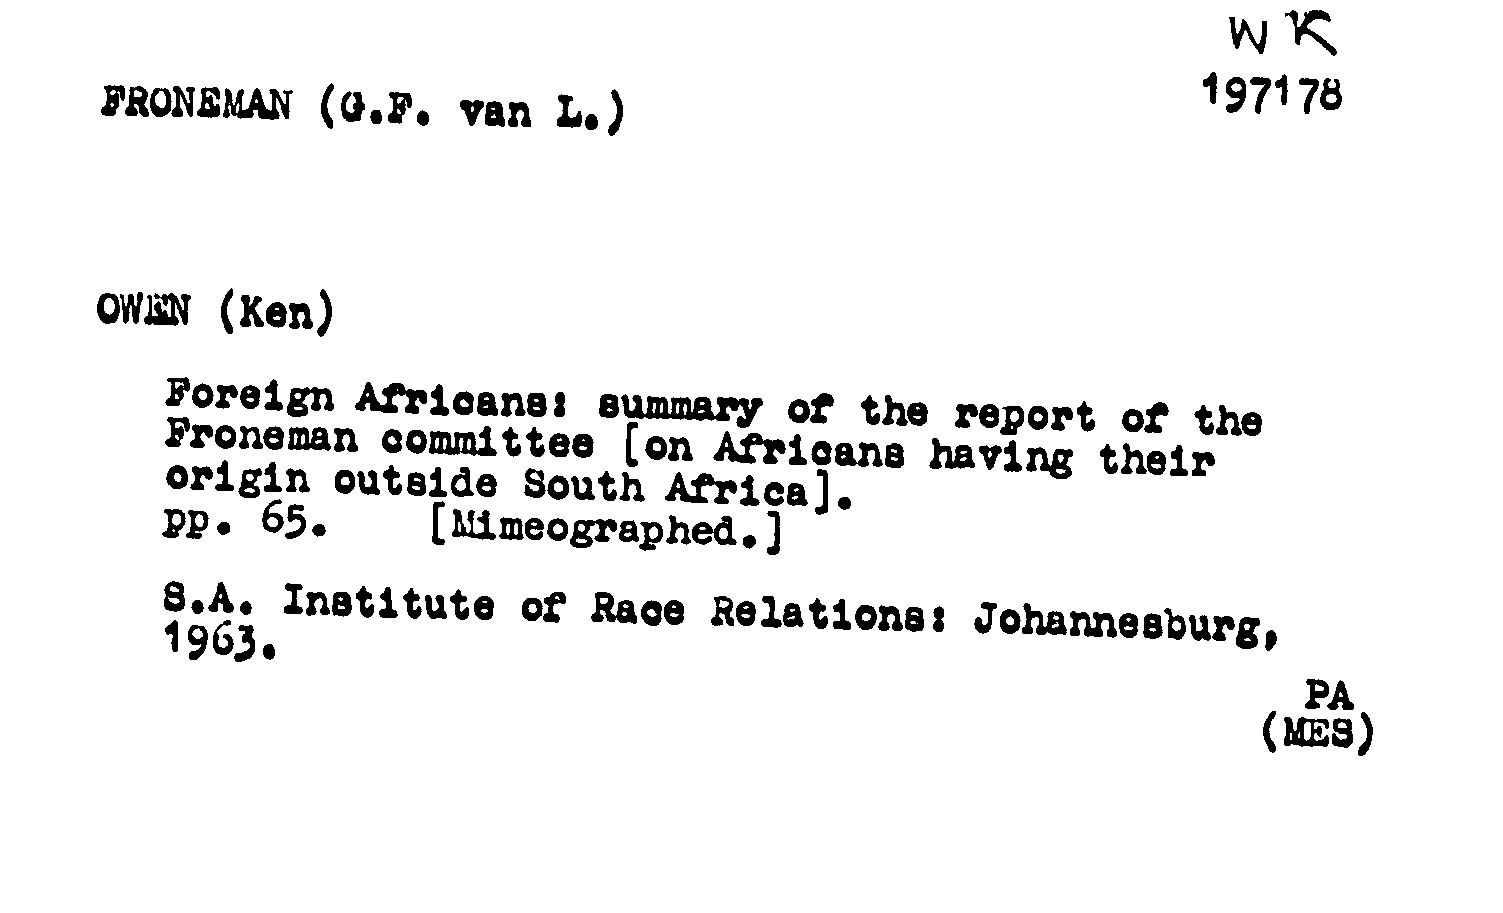 W K
197178
FRONEMAN (G.F. van L.)
OWEN (Ken)
Foreign Africans: summary of the report of the
Froneman committee [on Africans having their
origin outside South Africa].
pp. 65. [Mimeographed.]
S.A. Institute of Race Relations: Johannesburg,
1963.
PA
(MES)